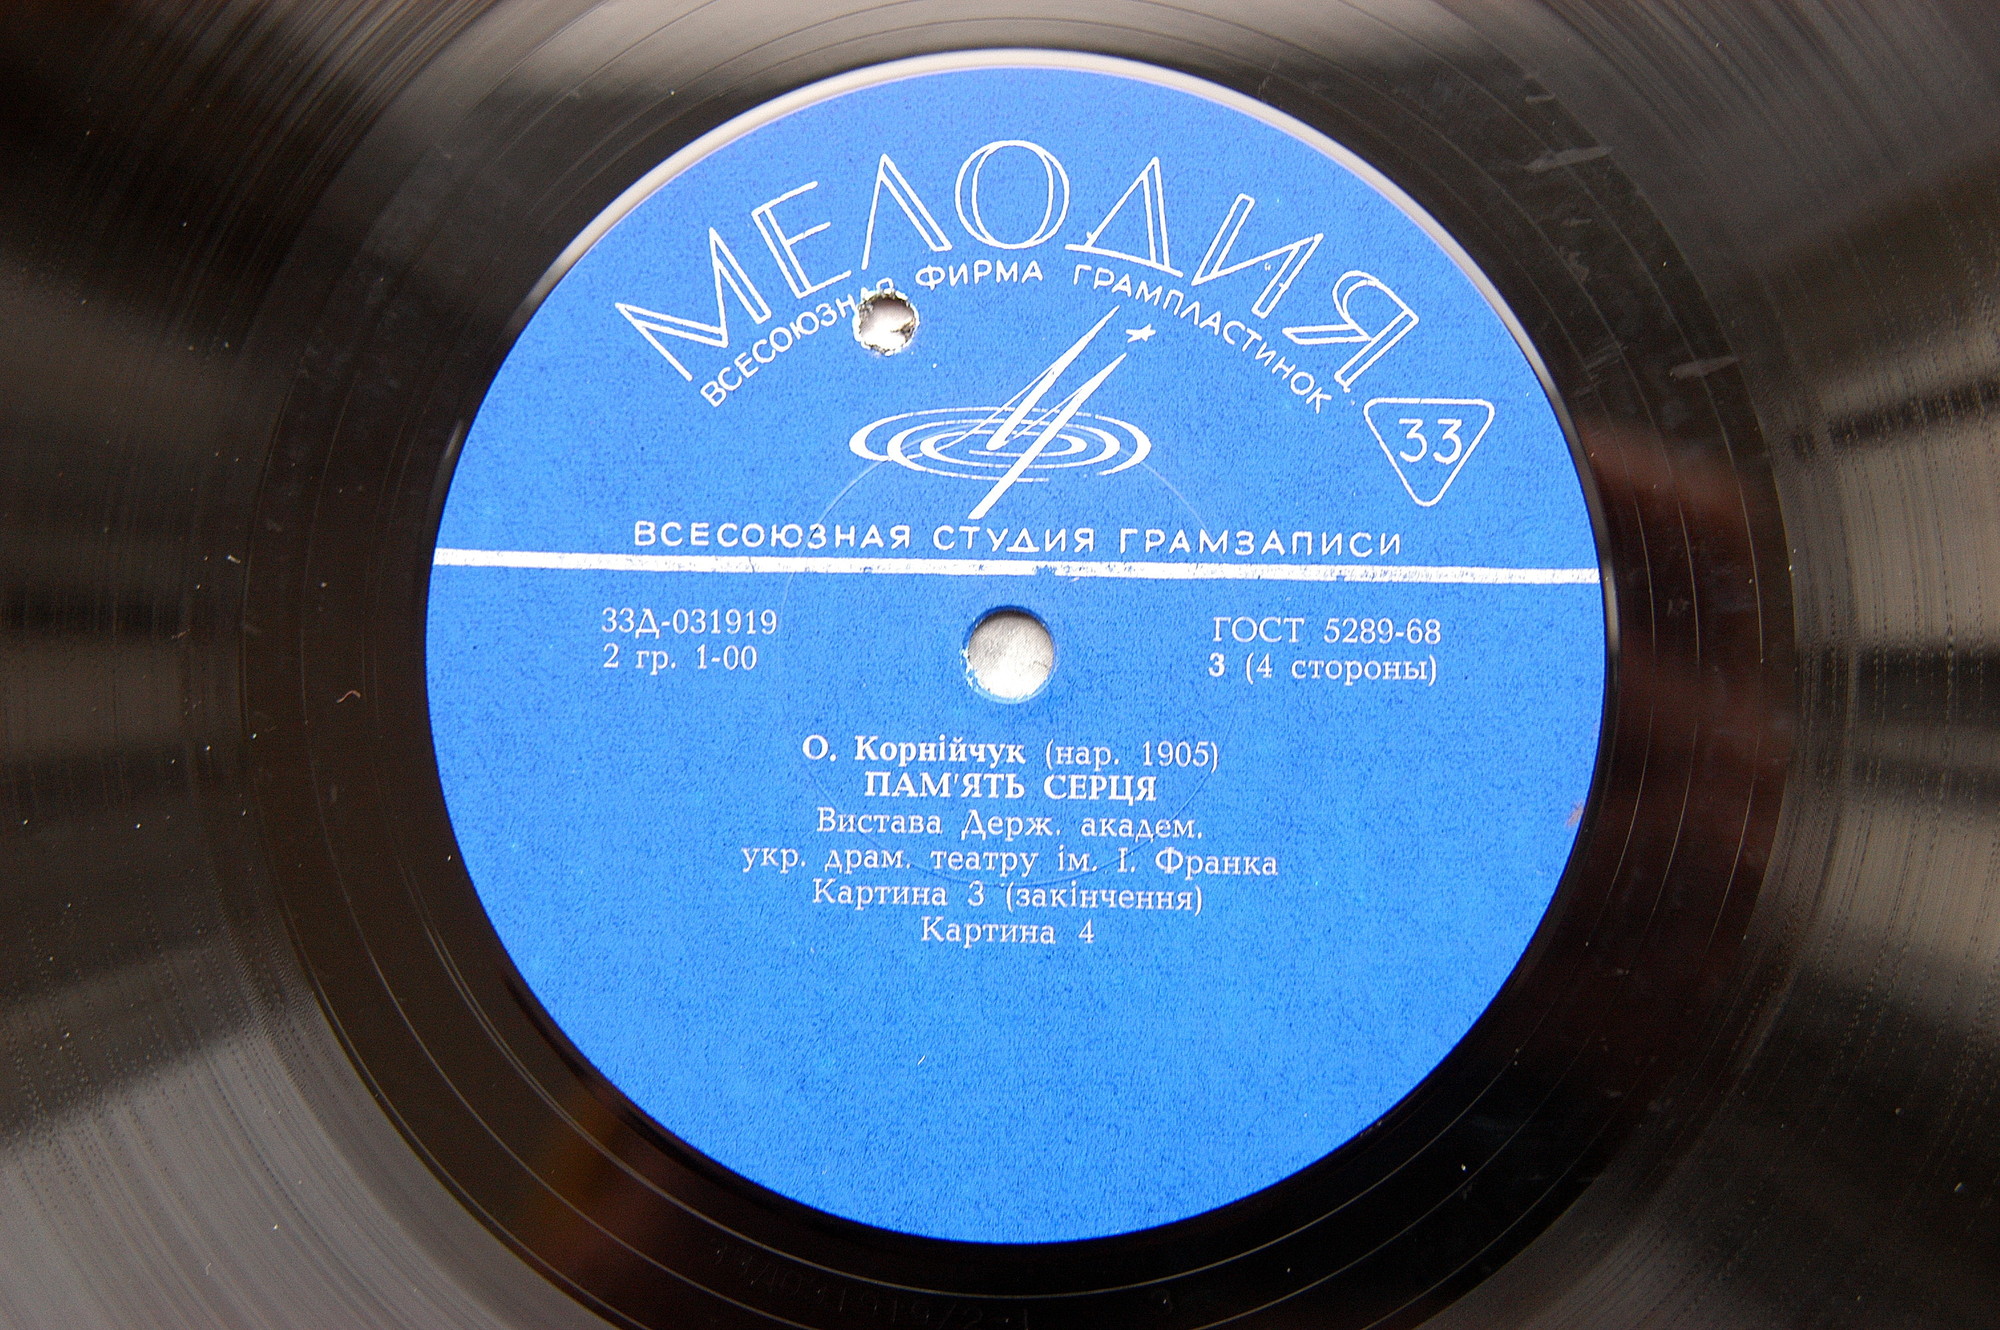 МЕЛОДИЯ
ВСЕСОЮЗНАЯ ФИРМА ГРАМПЛАСТИНОК
33
ВСЕСОЮЗНАЯ СТУДИЯ ГРАМЗАПИСИ
33Д-031919
2 гр. 1-00
ГОСТ 5289-68
3 (4 стороны)
О. Корнійчук (нар. 1905)
ПАМ'ЯТЬ СЕРЦЯ
Вистава Держ. академ.
укр. драм. театру ім. І. Франка
Картина 3 (закінчення)
Картина 4